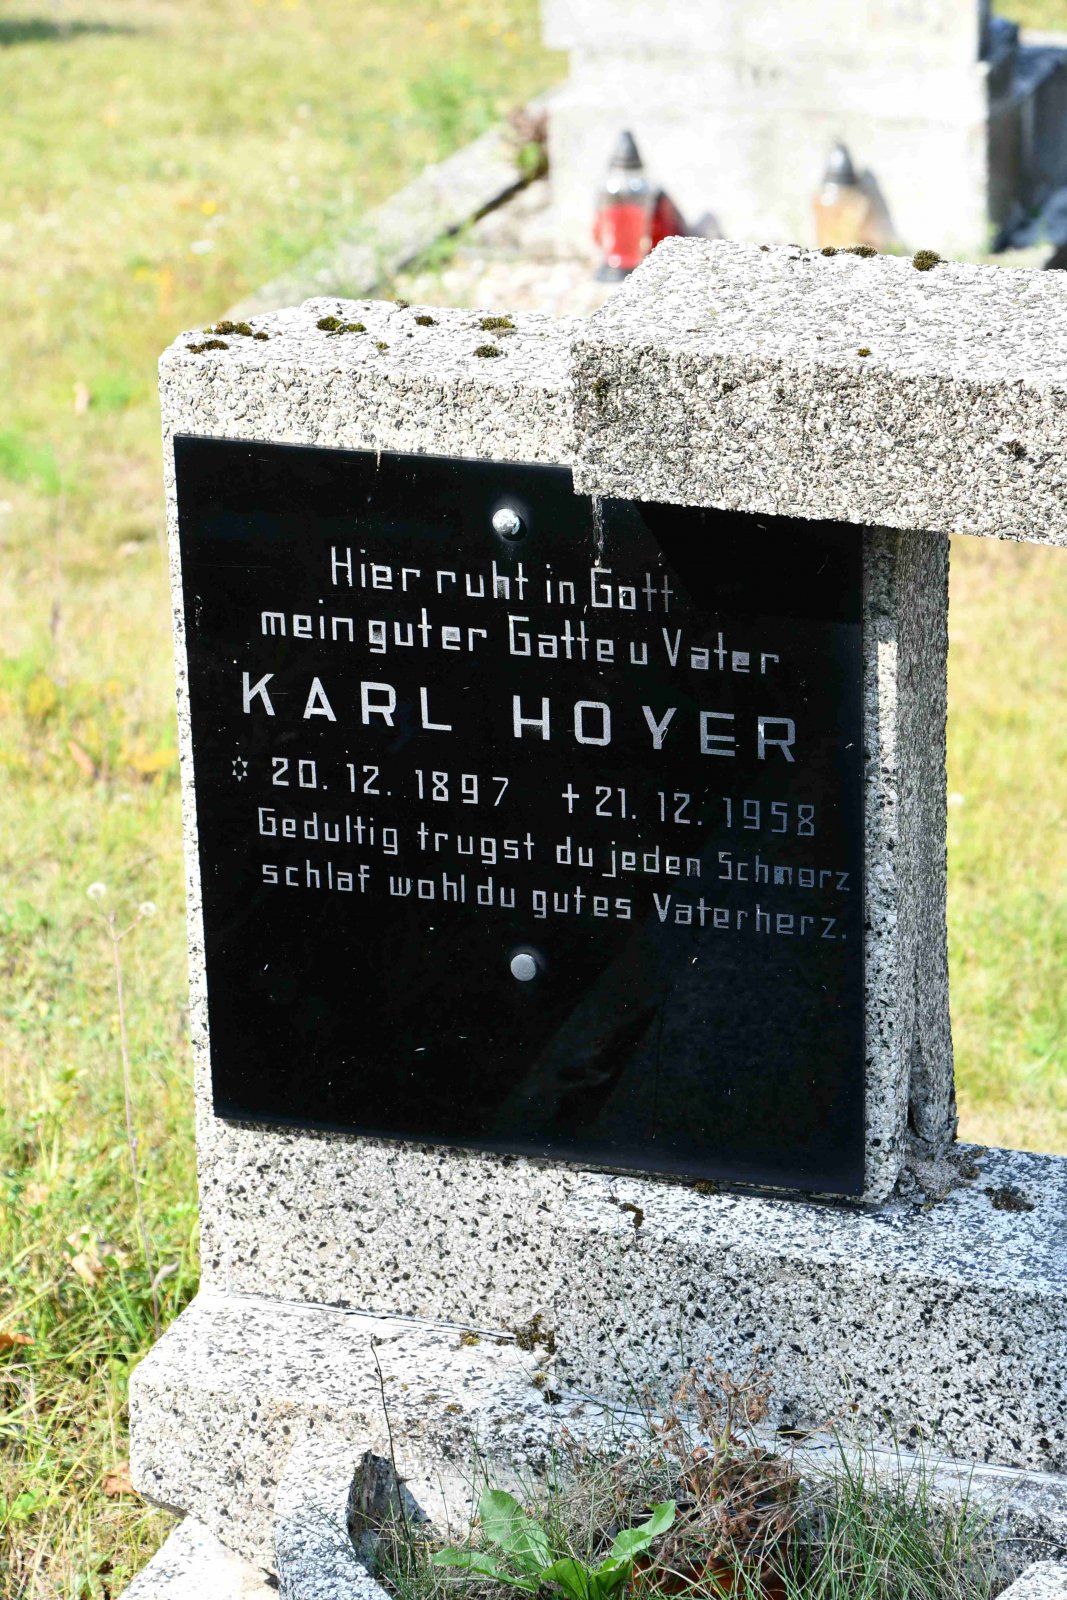 Hier ruht in Gott
mein guter Gatte u Vater
KARL HOYER
✡ 20. 12. 1897 † 21. 12. 1958
Gedultig trugst du jeden Schmerz
schlaf wohl du gutes Vaterherz.